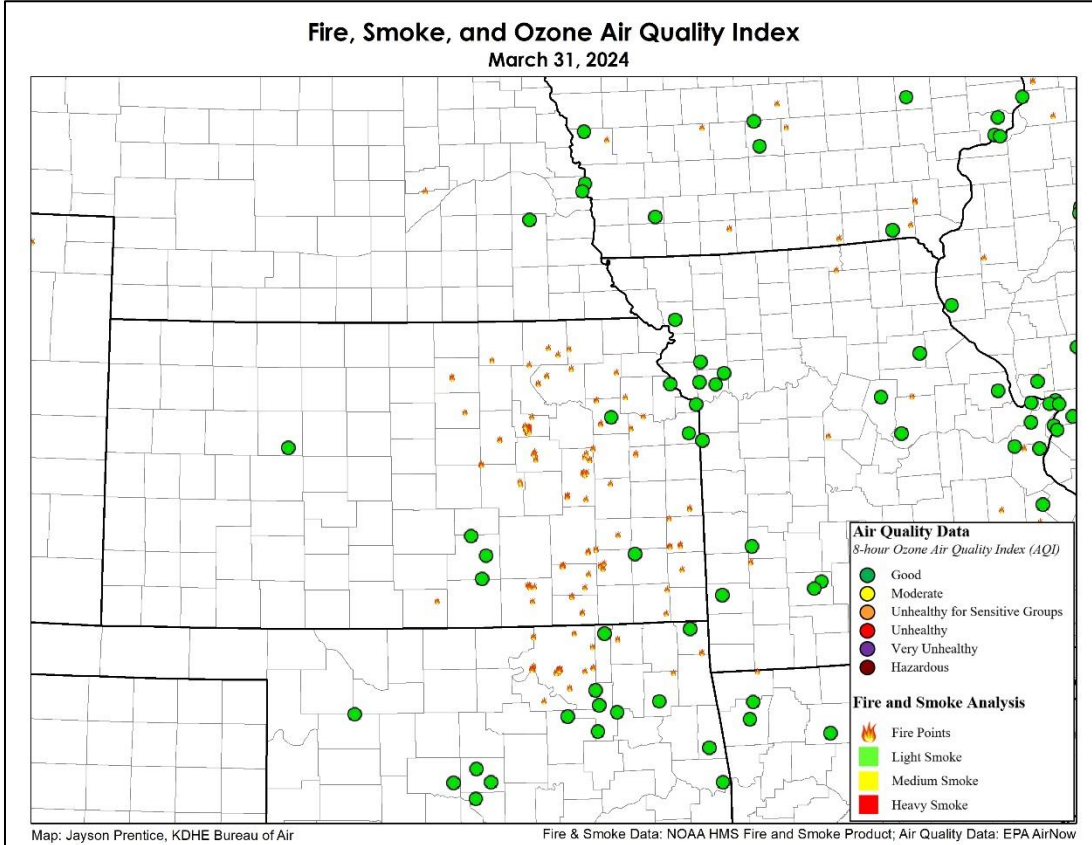 Fire, Smoke, and Ozone Air Quality Index
March 31, 2024
Air Quality Data
8-hour Ozone Air Quality Index (AQI)
Good
Moderate
Unhealthy for Sensitive Groups
Unhealthy
Very Unhealthy
Hazardous
Fire and Smoke Analysis
Fire Points
Light Smoke
Medium Smoke
Heavy Smoke
Map: Jayson Prentice, KDHE Bureau of Air
Fire & Smoke Data: NOAA HMS Fire and Smoke Product; Air Quality Data: EPA AirNow